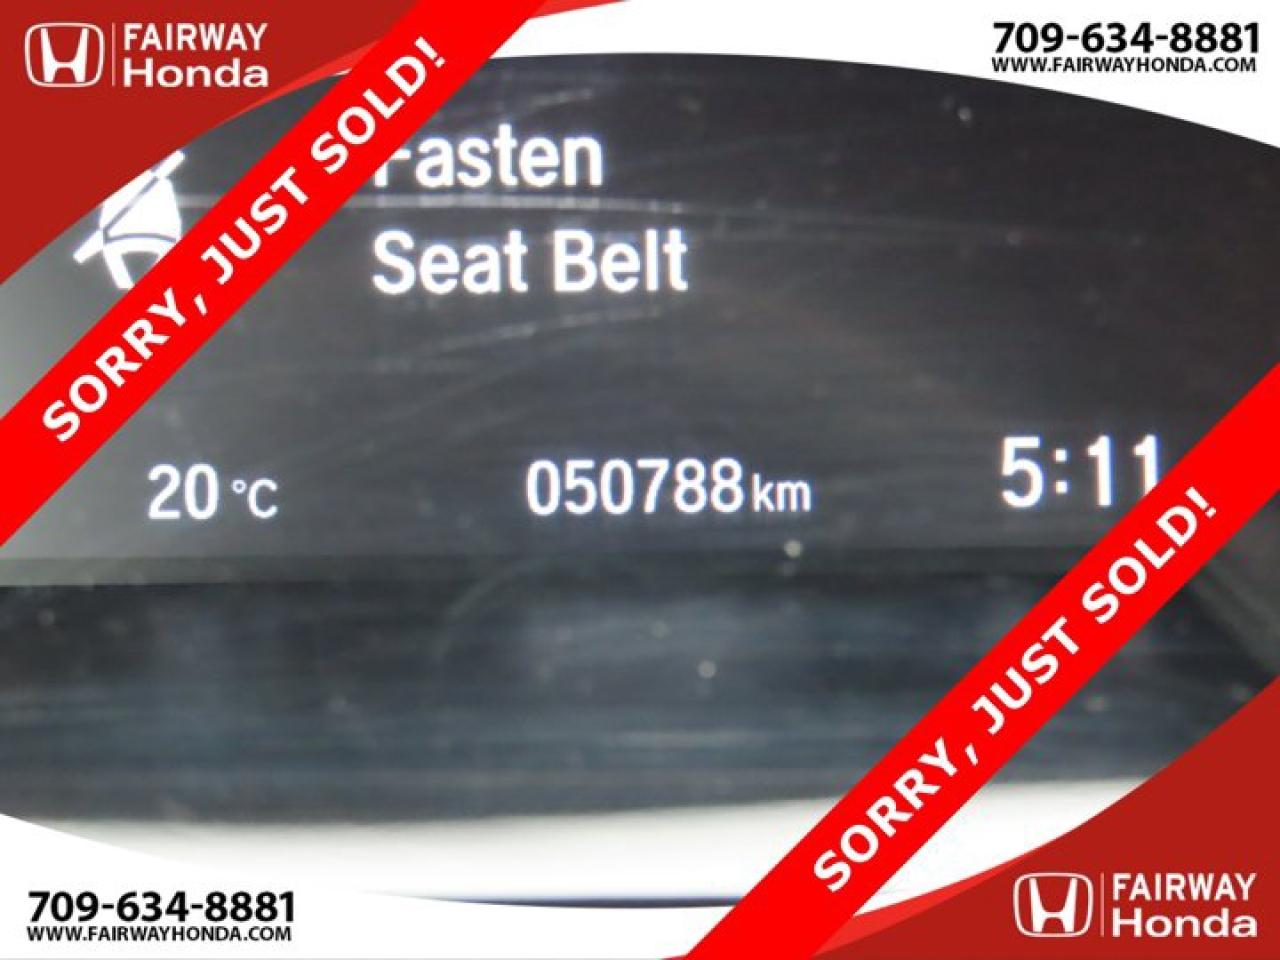 FAIRWAY
Honda
709-634-8881
WWW.FAIRWAYHONDA.COM
SORRY, JUST SOLD!
Fasten
Seat Belt
20 °C
050788 km
5:11
SORRY, JUST SOLD!
709-634-8881
WWW.FAIRWAYHONDA.COM
FAIRWAY
Honda